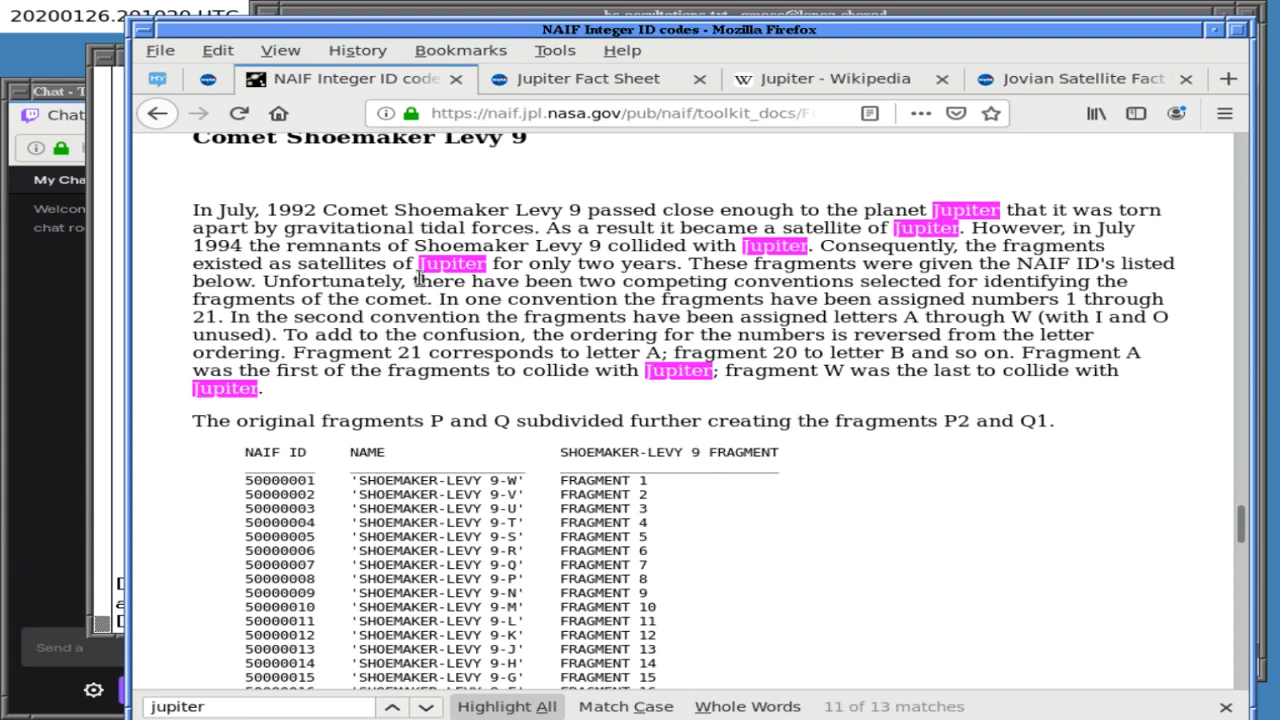 20200126.201020 UTC
NAIF Integer ID codes - Mozilla Firefox
File Edit View History Bookmarks Tools Help
MY NAIF Integer ID code Jupiter Fact Sheet W Jupiter - Wikipedia Jovian Satellite Fact
https://naif.jpl.nasa.gov/pub/naif/toolkit_docs/F
Chat - T
Chat
My Cha
Welcom
chat ro
Send a
Comet Shoemaker Levy 9
In July, 1992 Comet Shoemaker Levy 9 passed close enough to the planet Jupiter that it was torn
apart by gravitational tidal forces. As a result it became a satellite of Jupiter. However, in July
1994 the remnants of Shoemaker Levy 9 collided with Jupiter. Consequently, the fragments
existed as satellites of Jupiter for only two years. These fragments were given the NAIF ID's listed
below. Unfortunately, there have been two competing conventions selected for identifying the
fragments of the comet. In one convention the fragments have been assigned numbers 1 through
21. In the second convention the fragments have been assigned letters A through W (with I and O
unused). To add to the confusion, the ordering for the numbers is reversed from the letter
ordering. Fragment 21 corresponds to letter A; fragment 20 to letter B and so on. Fragment A
was the first of the fragments to collide with Jupiter; fragment W was the last to collide with
Jupiter.
The original fragments P and Q subdivided further creating the fragments P2 and Q1.
NAIF ID NAME SHOEMAKER-LEVY 9 FRAGMENT
50000001 'SHOEMAKER-LEVY 9-W' FRAGMENT 1
50000002 'SHOEMAKER-LEVY 9-V' FRAGMENT 2
50000003 'SHOEMAKER-LEVY 9-U' FRAGMENT 3
50000004 'SHOEMAKER-LEVY 9-T' FRAGMENT 4
50000005 'SHOEMAKER-LEVY 9-S' FRAGMENT 5
50000006 'SHOEMAKER-LEVY 9-R' FRAGMENT 6
50000007 'SHOEMAKER-LEVY 9-Q' FRAGMENT 7
50000008 'SHOEMAKER-LEVY 9-P' FRAGMENT 8
50000009 'SHOEMAKER-LEVY 9-N' FRAGMENT 9
50000010 'SHOEMAKER-LEVY 9-M' FRAGMENT 10
50000011 'SHOEMAKER-LEVY 9-L' FRAGMENT 11
50000012 'SHOEMAKER-LEVY 9-K' FRAGMENT 12
50000013 'SHOEMAKER-LEVY 9-J' FRAGMENT 13
50000014 'SHOEMAKER-LEVY 9-H' FRAGMENT 14
50000015 'SHOEMAKER-LEVY 9-G' FRAGMENT 15
jupiter Highlight All Match Case Whole Words 11 of 13 matches